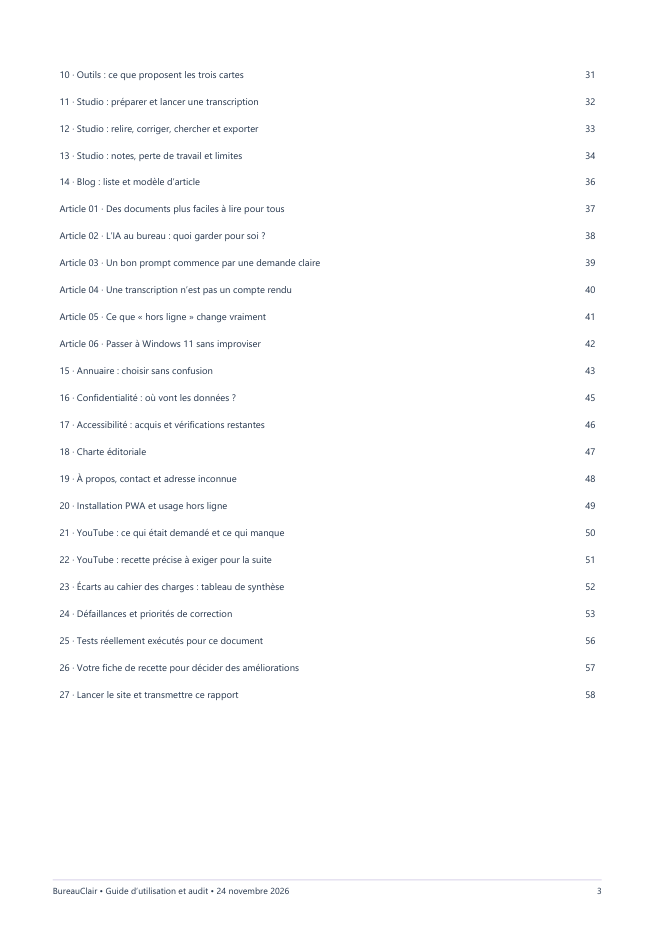 10 · Outils : ce que proposent les trois cartes 31
11 · Studio : préparer et lancer une transcription 32
12 · Studio : relire, corriger, chercher et exporter 33
13 · Studio : notes, perte de travail et limites 34
14 · Blog : liste et modèle d'article 36
Article 01 · Des documents plus faciles à lire pour tous 37
Article 02 · L'IA au bureau : quoi garder pour soi ? 38
Article 03 · Un bon prompt commence par une demande claire 39
Article 04 · Une transcription n'est pas un compte rendu 40
Article 05 · Ce que « hors ligne » change vraiment 41
Article 06 · Passer à Windows 11 sans improviser 42
15 · Annuaire : choisir sans confusion 43
16 · Confidentialité : où vont les données ? 45
17 · Accessibilité : acquis et vérifications restantes 46
18 · Charte éditoriale 47
19 · À propos, contact et adresse inconnue 48
20 · Installation PWA et usage hors ligne 49
21 · YouTube : ce qui était demandé et ce qui manque 50
22 · YouTube : recette précise à exiger pour la suite 51
23 · Écarts au cahier des charges : tableau de synthèse 52
24 · Défaillances et priorités de correction 53
25 · Tests réellement exécutés pour ce document 56
26 · Votre fiche de recette pour décider des améliorations 57
27 · Lancer le site et transmettre ce rapport 58
BureauClair • Guide d'utilisation et audit • 24 novembre 2026 3